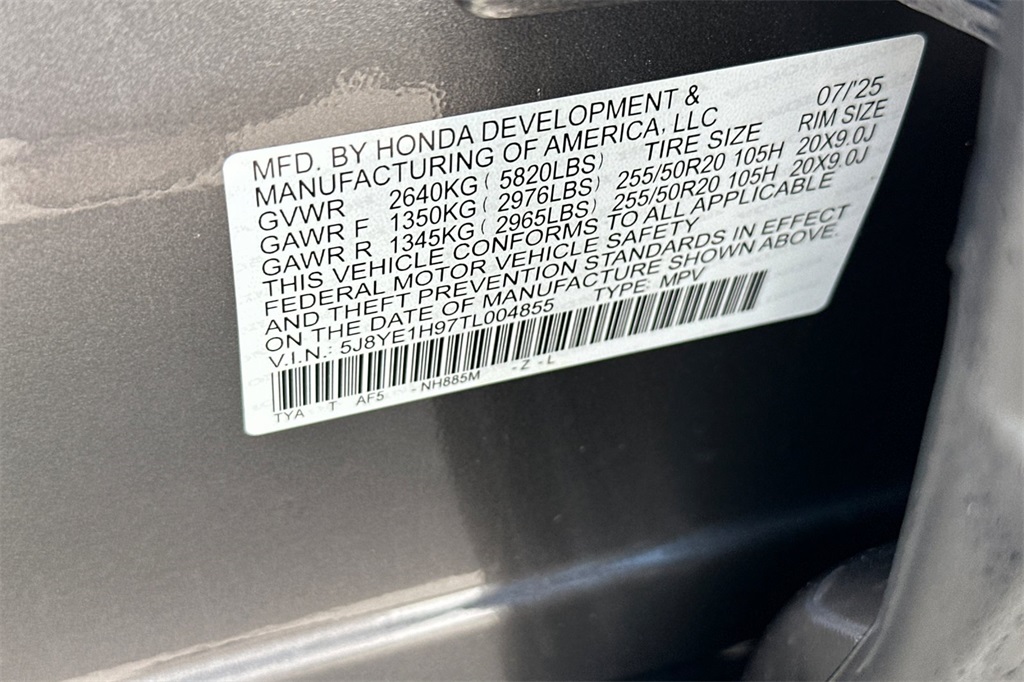 MFD. BY HONDA DEVELOPMENT & 07/'25
MANUFACTURING OF AMERICA, LLC
GVWR 2640KG ( 5820LBS) TIRE SIZE RIM SIZE
GAWR F 1350KG ( 2976LBS) 255/50R20 105H 20X9.0J
GAWR R 1345KG ( 2965LBS) 255/50R20 105H 20X9.0J
THIS VEHICLE CONFORMS TO ALL APPLICABLE
FEDERAL MOTOR VEHICLE SAFETY
AND THEFT PREVENTION STANDARDS IN EFFECT
ON THE DATE OF MANUFACTURE SHOWN ABOVE.
V.I.N.: 5J8YE1H97TL004855 TYPE: MPV
TYA T AF5 - NH885M - Z - L